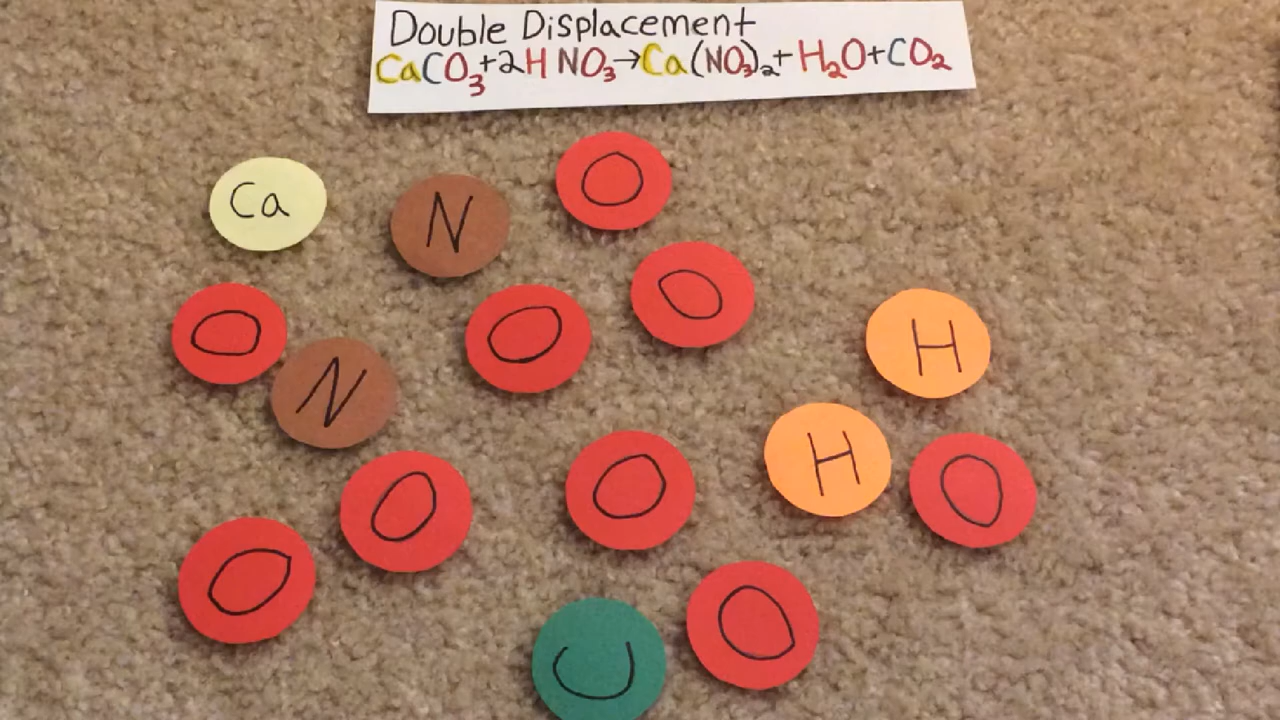 Double Displacement
CaCO₃+2HNO₃→Ca(NO₃)₂+H₂O+CO₂
Ca
N
O
O
O
O
N
H
H
O
O
O
O
C
O